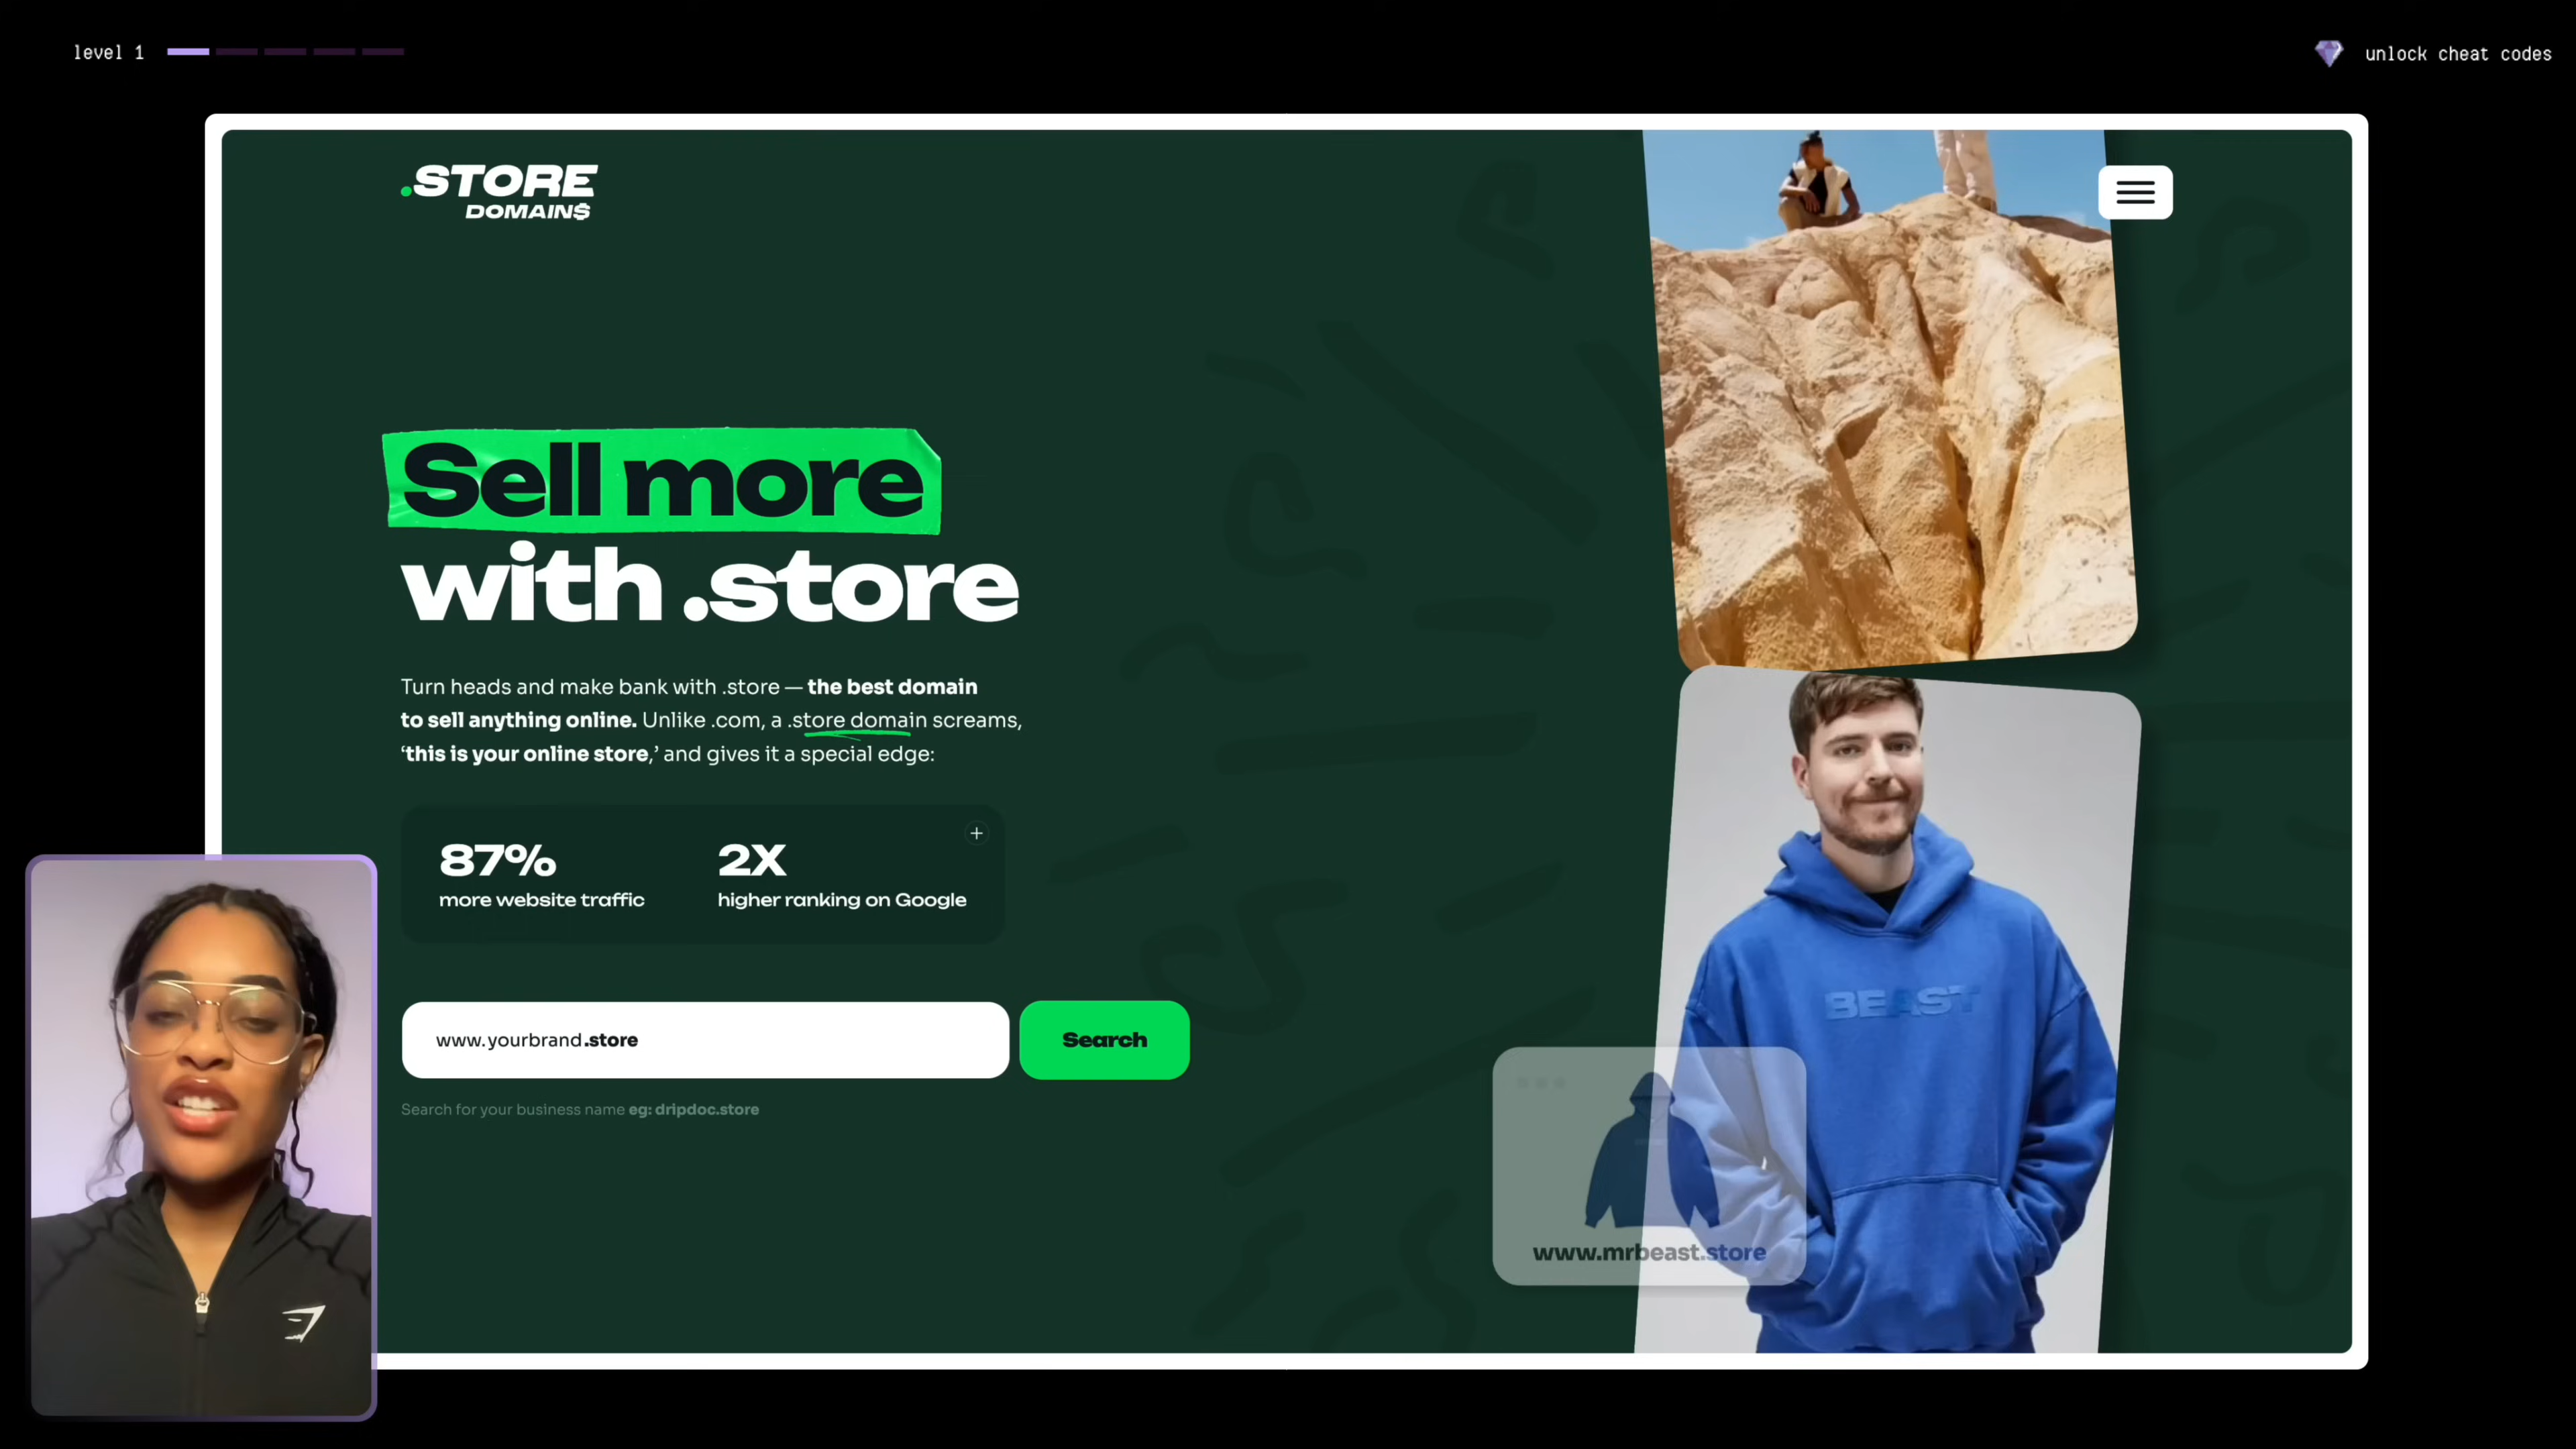 level 1
unlock cheat codes
.STORE
DOMAIN$
Sell more
with .store
Turn heads and make bank with .store — the best domain
to sell anything online. Unlike .com, a .store domain screams,
‘this is your online store,’ and gives it a special edge:
87%
more website traffic
2X
higher ranking on Google
www.yourbrand.store
Search
Search for your business name eg: dripdoc.store
BEAST
www.mrbeast.store